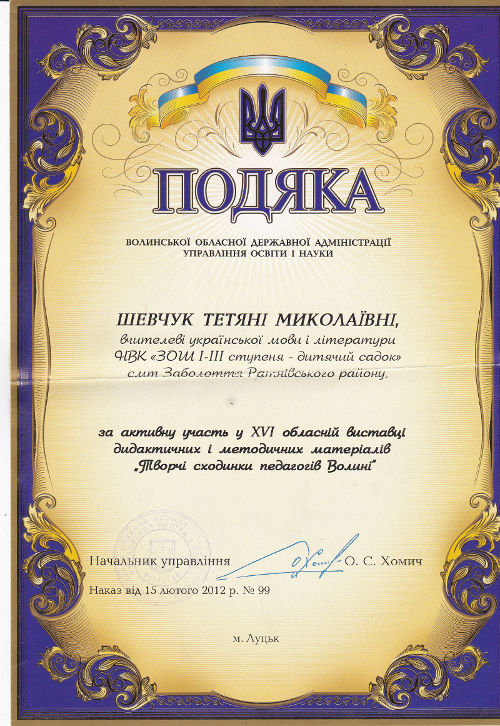 ПОДЯКА
ВОЛИНСЬКОЇ ОБЛАСНОЇ ДЕРЖАВНОЇ АДМІНІСТРАЦІЇ
УПРАВЛІННЯ ОСВІТИ І НАУКИ
ШЕВЧУК ТЕТЯНІ МИКОЛАЇВНІ,
вчителеві української мови і літератури
НВК «ЗОШ І-ІІІ ступеня - дитячий садок»
смт Заболоття Ратнівського району,
за активну участь у XVI обласній виставці
дидактичних і методичних матеріалів
„Творчі сходинки педагогів Волині"
Начальник управління О. С. Хомич
Наказ від 15 лютого 2012 р. № 99
м. Луцьк